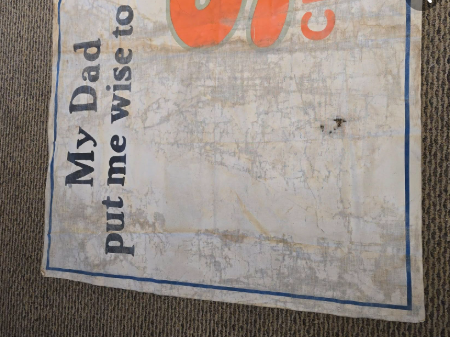 My Dad
put me wise to
S
C